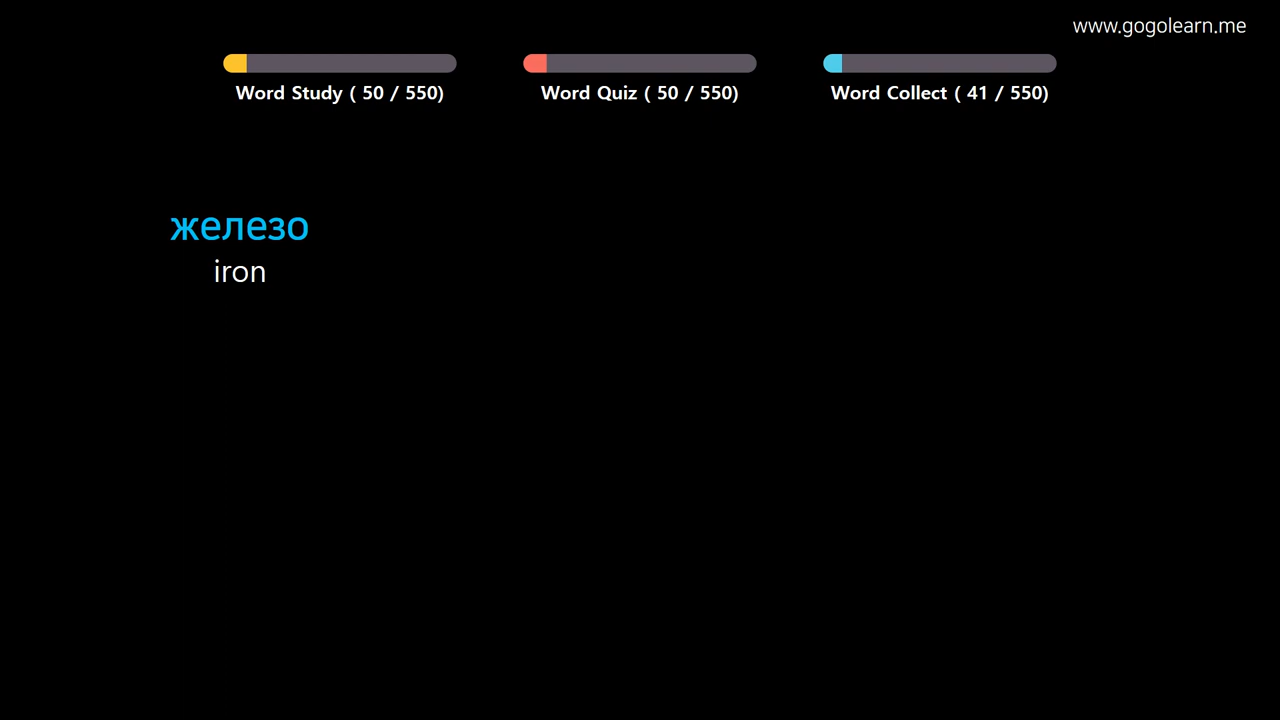 www.gogolearn.me
Word Study ( 50 / 550)
Word Quiz ( 50 / 550)
Word Collect ( 41 / 550)
железо
iron